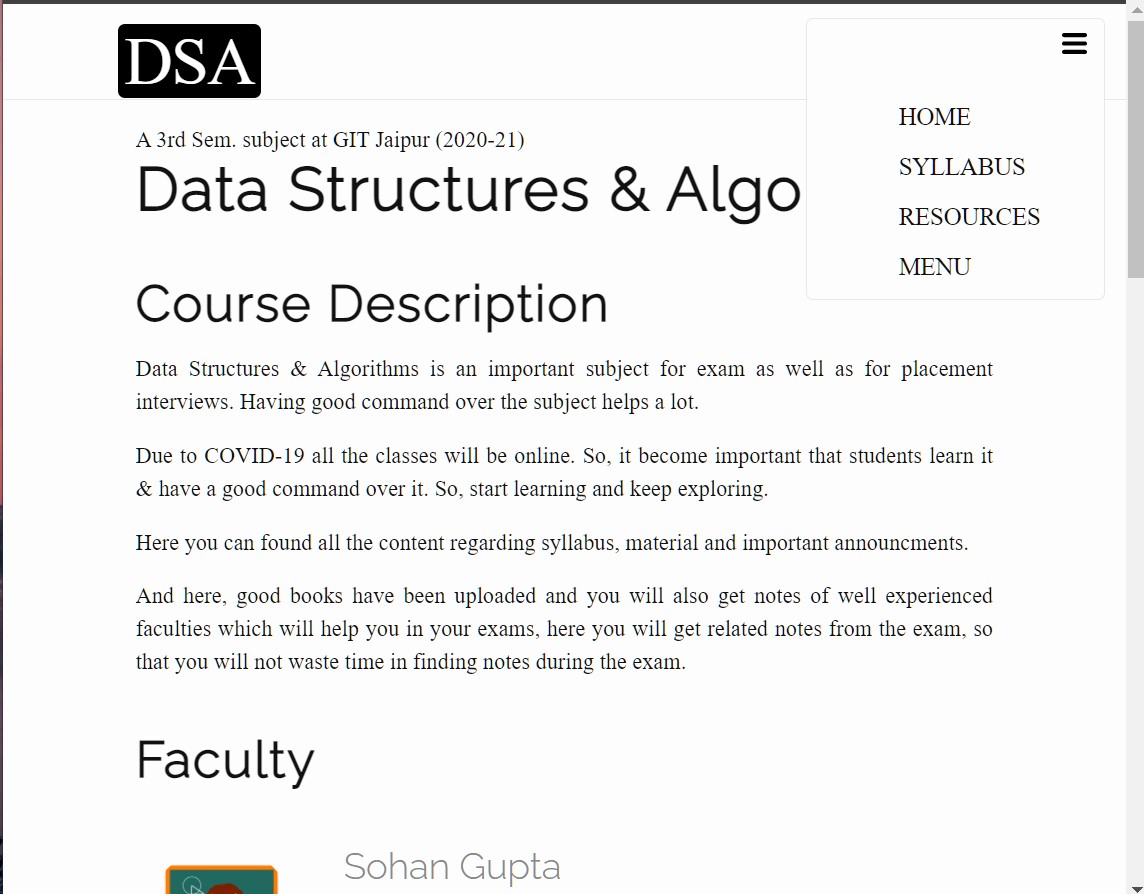 DSA
HOME
SYLLABUS
RESOURCES
MENU
A 3rd Sem. subject at GIT Jaipur (2020-21)
Data Structures & Algo
Course Description
Data Structures & Algorithms is an important subject for exam as well as for placement
interviews. Having good command over the subject helps a lot.
Due to COVID-19 all the classes will be online. So, it become important that students learn it
& have a good command over it. So, start learning and keep exploring.
Here you can found all the content regarding syllabus, material and important announcments.
And here, good books have been uploaded and you will also get notes of well experienced
faculties which will help you in your exams, here you will get related notes from the exam, so
that you will not waste time in finding notes during the exam.
Faculty
Sohan Gupta